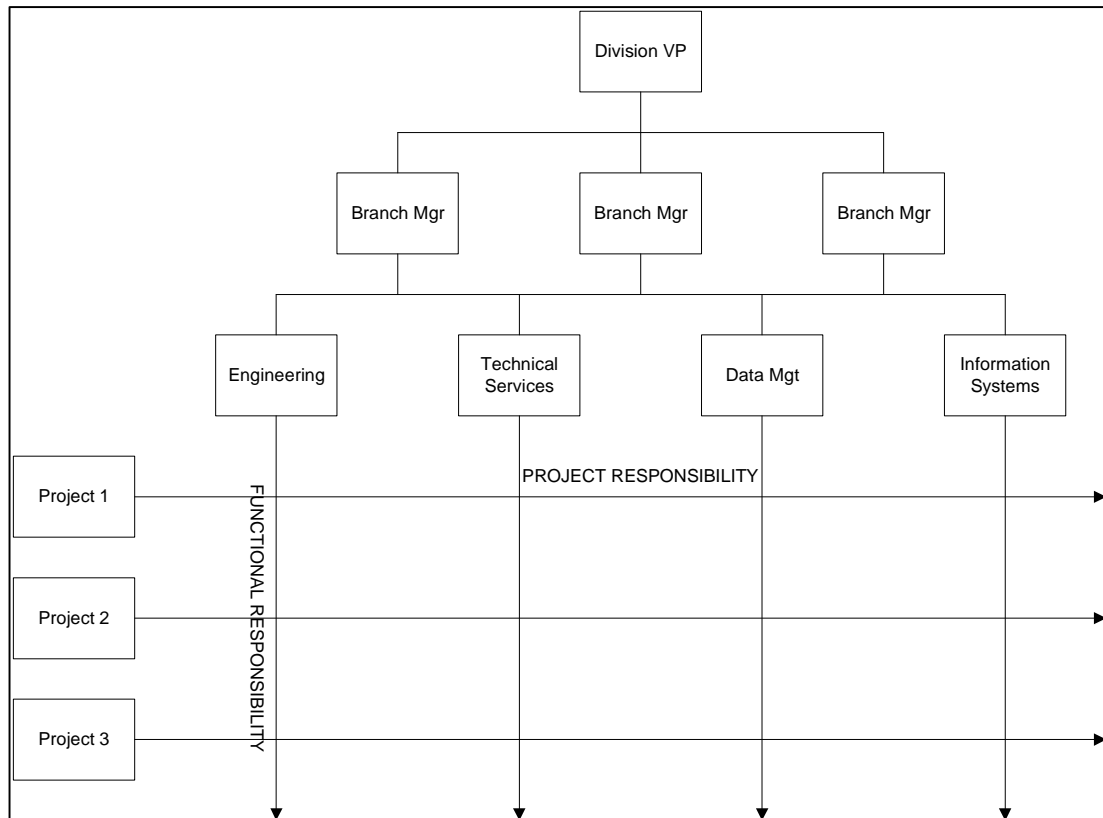 Division VP
Branch Mgr
Branch Mgr
Branch Mgr
Engineering
Technical
Services
Data Mgt
Information
Systems
PROJECT RESPONSIBILITY
Project 1
FUNCTIONAL RESPONSIBILITY
Project 2
Project 3